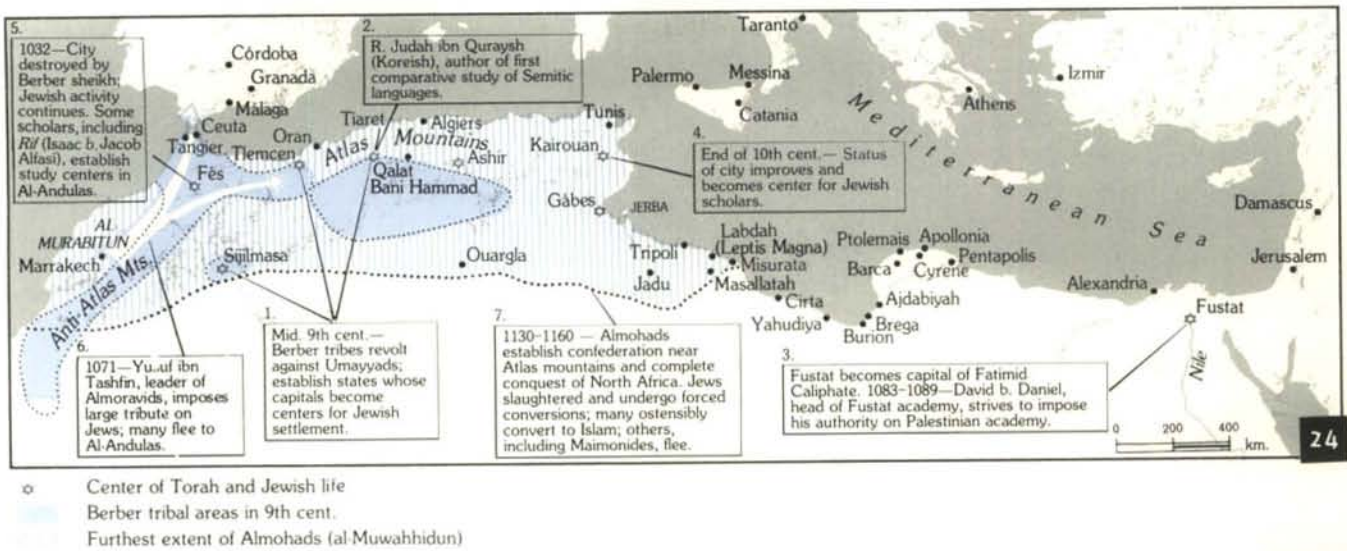 5.
1032—City
destroyed by
Berber sheikh;
Jewish activity
continues. Some
scholars, including
Rif (Isaac b. Jacob
Alfasi), establish
study centers in
Al-Andulas.
2.
R. Judah ibn Quraysh
(Koreish), author of first
comparative study of Semitic
languages.
4.
End of 10th cent.— Status
of city improves and
becomes center for Jewish
scholars.
6.
1071—Yu uf ibn
Tashfin, leader of
Almoravids, imposes
large tribute on
Jews; many flee to
Al-Andulas.
1.
Mid. 9th cent.—
Berber tribes revolt
against Umayyads;
establish states whose
capitals become
centers for Jewish
settlement.
7.
1130-1160 — Almohads
establish confederation near
Atlas mountains and complete
conquest of North Africa. Jews
slaughtered and undergo forced
conversions; many ostensibly
convert to Islam; others,
including Maimonides, flee.
3.
Fustat becomes capital of Fatimid
Caliphate. 1083-1089—David b. Daniel,
head of Fustat academy, strives to impose
his authority on Palestinian academy.
Córdoba
Granada
Málaga
Ceuta
Tangier
Oran
Tlemcen
Fès
Tiaret
Algiers
Atlas Mountains
Ashir
Qalat
Bani Hammad
AL
MURABITUN
Marrakech
Anti-Atlas Mts.
Sijilmasa
Ouargla
Tunis
Kairouan
Gâbes
JERBA
Taranto
Palermo
Messina
Catania
Athens
Izmir
Mediterranean Sea
Tripoli
Jadu
Labdah
(Leptis Magna)
Misurata
Masallatah
Cirta
Yahudiya
Ptolemais
Apollonia
Barca
Cyrene
Pentapolis
Ajdabiyah
Brega
Burion
Alexandria
Fustat
Nile
Damascus
Jerusalem
0 200 400
km.
24
Center of Torah and Jewish life
Berber tribal areas in 9th cent.
Furthest extent of Almohads (al-Muwahhidun)